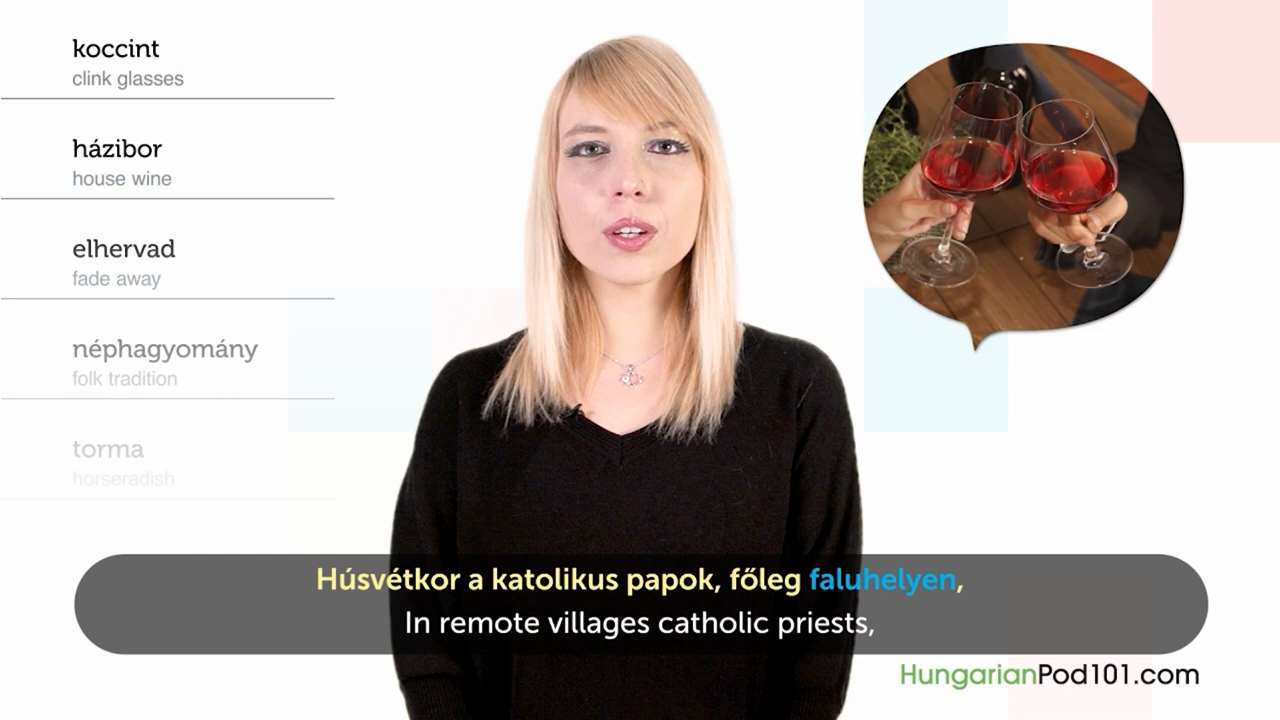 koccint
clink glasses
házibor
house wine
elhervad
fade away
néphagyomány
folk tradition
torma
horseradish
Húsvétkor a katolikus papok, főleg faluhelyen,
In remote villages catholic priests,
HungarianPod101.com